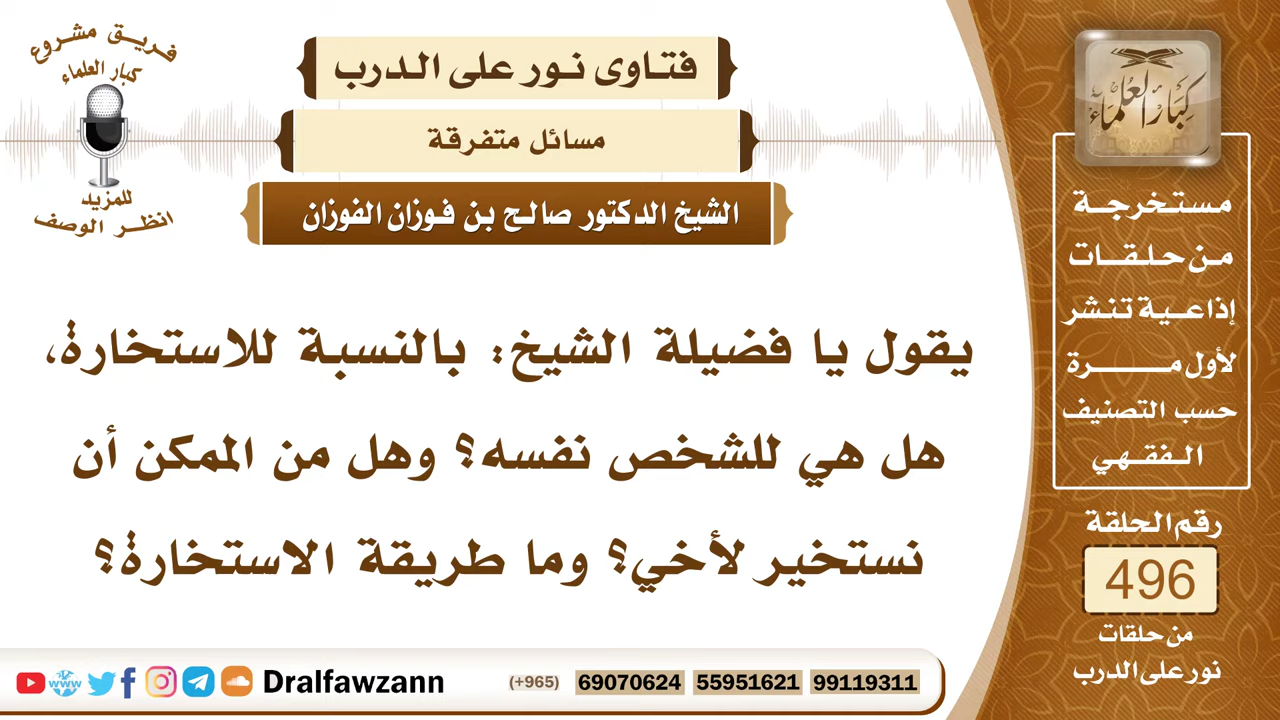 فريق مشروع
كبار العلماء
للمزيد
انظر الوصف
فتاوى نور على الدرب
مسائل متفرقة
الشيخ الدكتور صالح بن فوزان الفوزان
يقول يا فضيلة الشيخ: بالنسبة للاستخارة،
هل هي للشخص نفسه؟ وهل من الممكن أن
نستخير لأخي؟ وما طريقة الاستخارة؟
كبار العلماء
مستخرجة
من حلقات
إذاعية تنشر
لأول مرة
حسب التصنيف
الفقهي
رقم الحلقة
496
من حلقات
نور على الدرب
www
Dralfawzann
(+965) 69070624 55951621 99119311